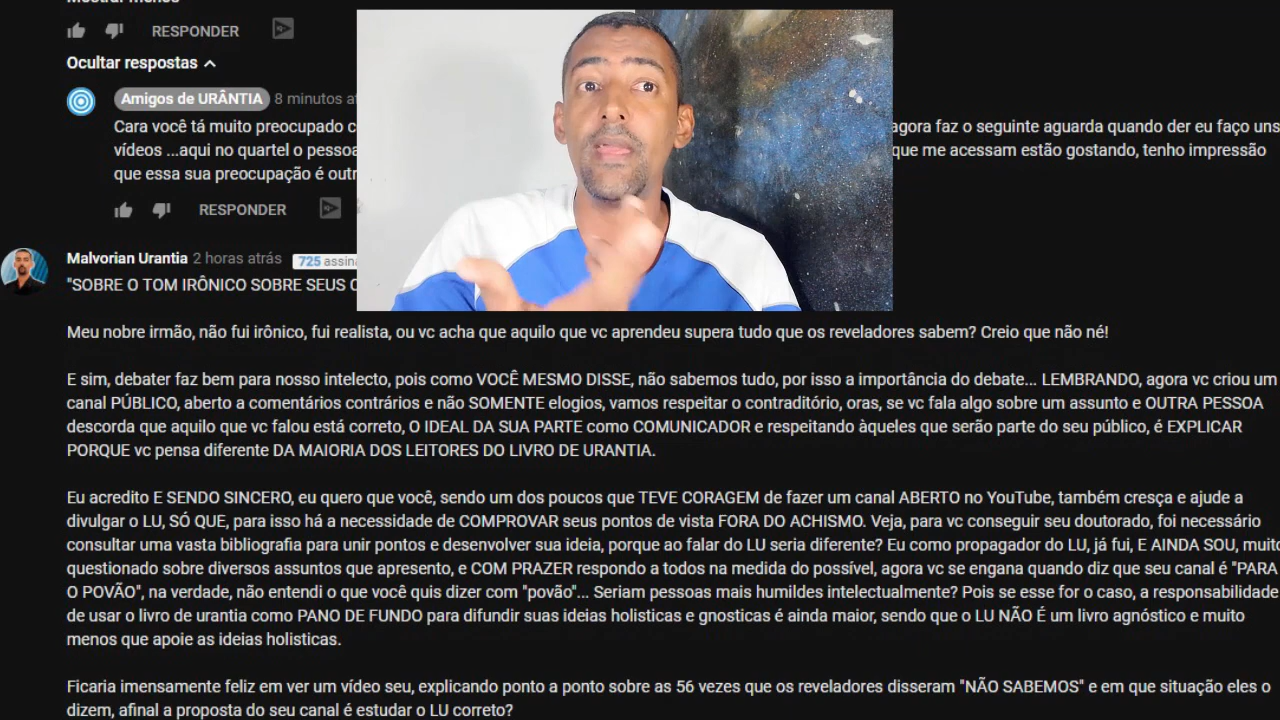 Mostrar menos
RESPONDER
Ocultar respostas
Amigos de URÂNTIA 8 minutos at
Cara você tá muito preocupado c agora faz o seguinte aguarda quando der eu faço uns
vídeos ...aqui no quartel o pessoa que me acessam estão gostando, tenho impressão
que essa sua preocupação é outr
RESPONDER
Malvorian Urantia 2 horas atrás 725 assina
"SOBRE O TOM IRÔNICO SOBRE SEUS C
Meu nobre irmão, não fui irônico, fui realista, ou vc acha que aquilo que vc aprendeu supera tudo que os reveladores sabem? Creio que não né!
E sim, debater faz bem para nosso intelecto, pois como VOCÊ MESMO DISSE, não sabemos tudo, por isso a importância do debate... LEMBRANDO, agora vc criou um
canal PÚBLICO, aberto a comentários contrários e não SOMENTE elogios, vamos respeitar o contraditório, oras, se vc fala algo sobre um assunto e OUTRA PESSOA
descorda que aquilo que vc falou está correto, O IDEAL DA SUA PARTE como COMUNICADOR e respeitando àqueles que serão parte do seu público, é EXPLICAR
PORQUE vc pensa diferente DA MAIORIA DOS LEITORES DO LIVRO DE URANTIA.
Eu acredito E SENDO SINCERO, eu quero que você, sendo um dos poucos que TEVE CORAGEM de fazer um canal ABERTO no YouTube, também cresça e ajude a
divulgar o LU, SÓ QUE, para isso há a necessidade de COMPROVAR seus pontos de vista FORA DO ACHISMO. Veja, para vc conseguir seu doutorado, foi necessário
consultar uma vasta bibliografia para unir pontos e desenvolver sua ideia, porque ao falar do LU seria diferente? Eu como propagador do LU, já fui, E AINDA SOU, muito
questionado sobre diversos assuntos que apresento, e COM PRAZER respondo a todos na medida do possível, agora vc se engana quando diz que seu canal é "PARA
O POVÃO", na verdade, não entendi o que você quis dizer com "povão"... Seriam pessoas mais humildes intelectualmente? Pois se esse for o caso, a responsabilidade
de usar o livro de urantia como PANO DE FUNDO para difundir suas ideias holisticas e gnosticas é ainda maior, sendo que o LU NÃO É um livro agnóstico e muito
menos que apoie as ideias holisticas.
Ficaria imensamente feliz em ver um vídeo seu, explicando ponto a ponto sobre as 56 vezes que os reveladores disseram "NÃO SABEMOS" e em que situação eles o
dizem, afinal a proposta do seu canal é estudar o LU correto?